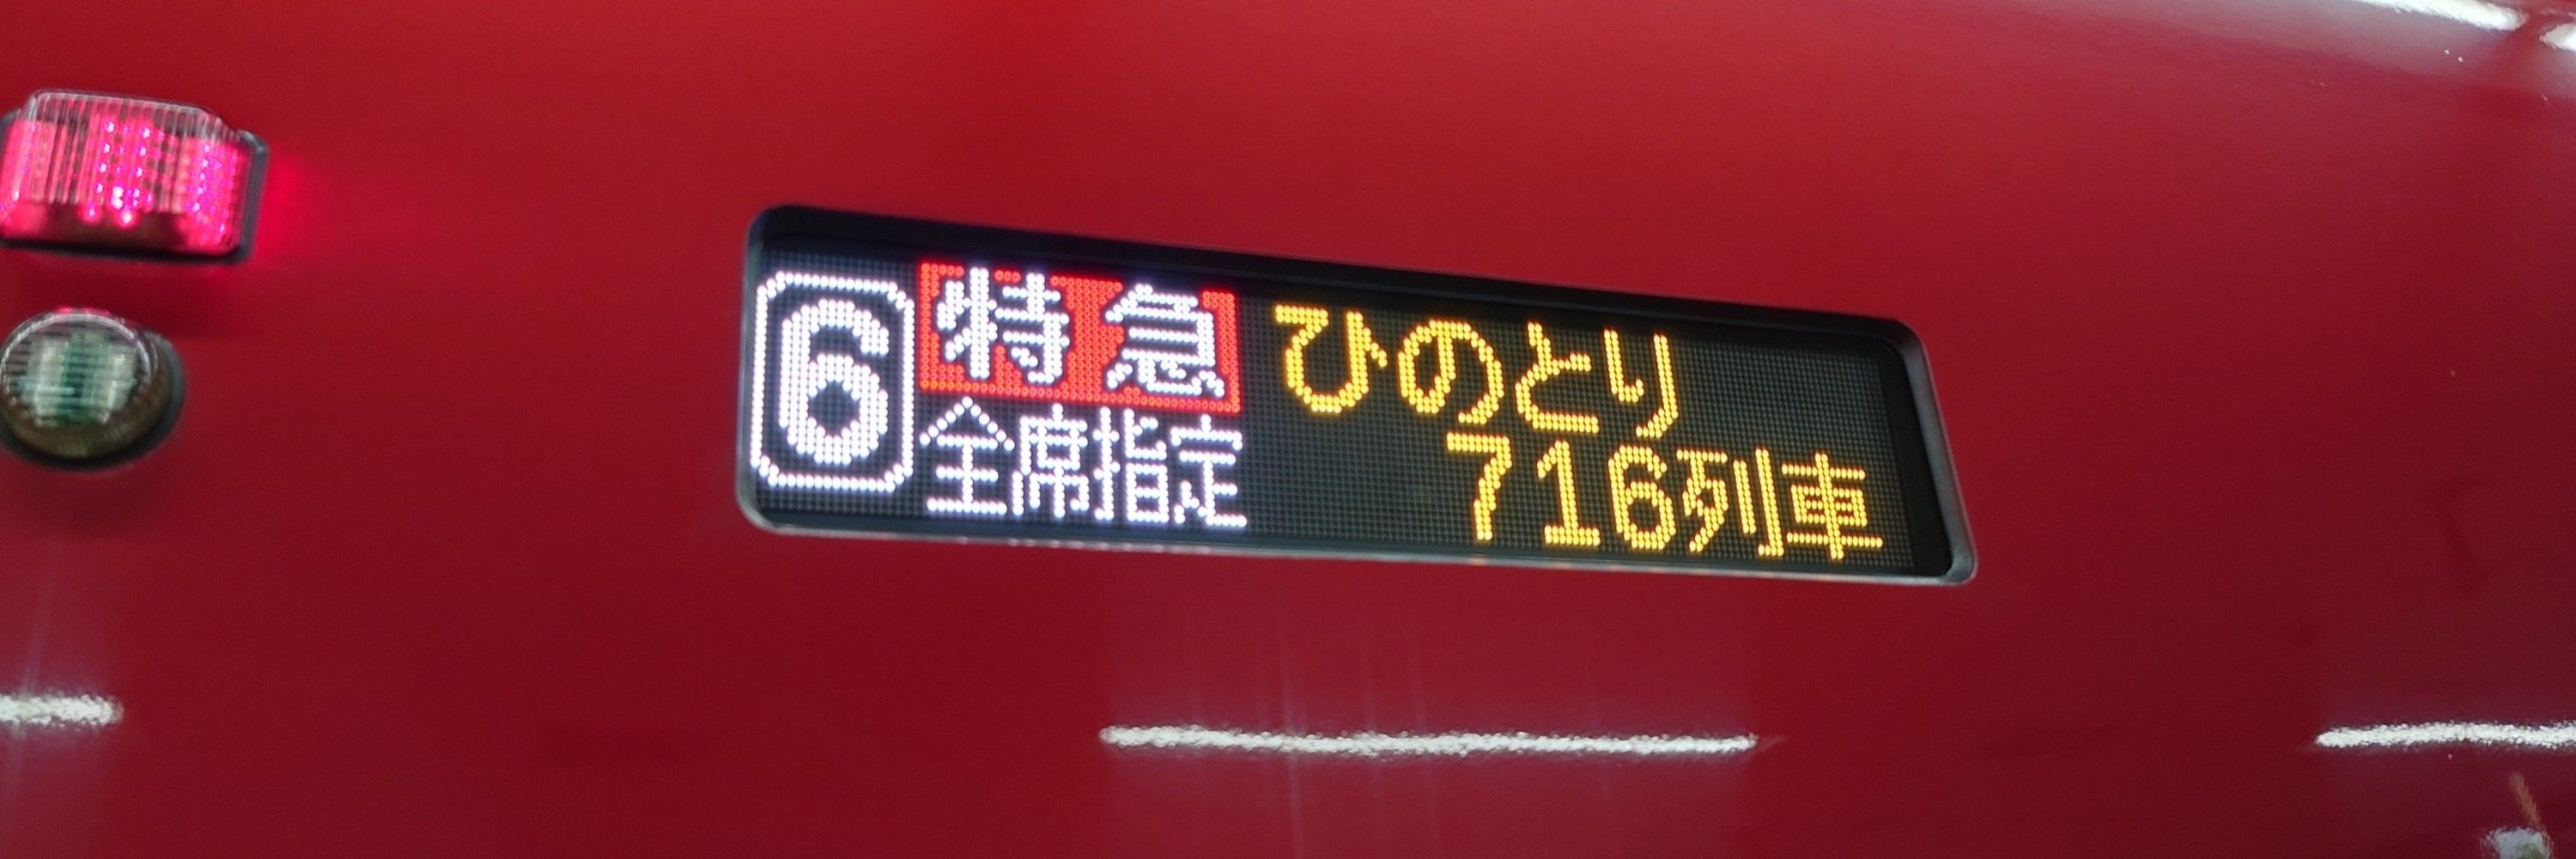 6
特急
全席指定
ひのとり
716列車